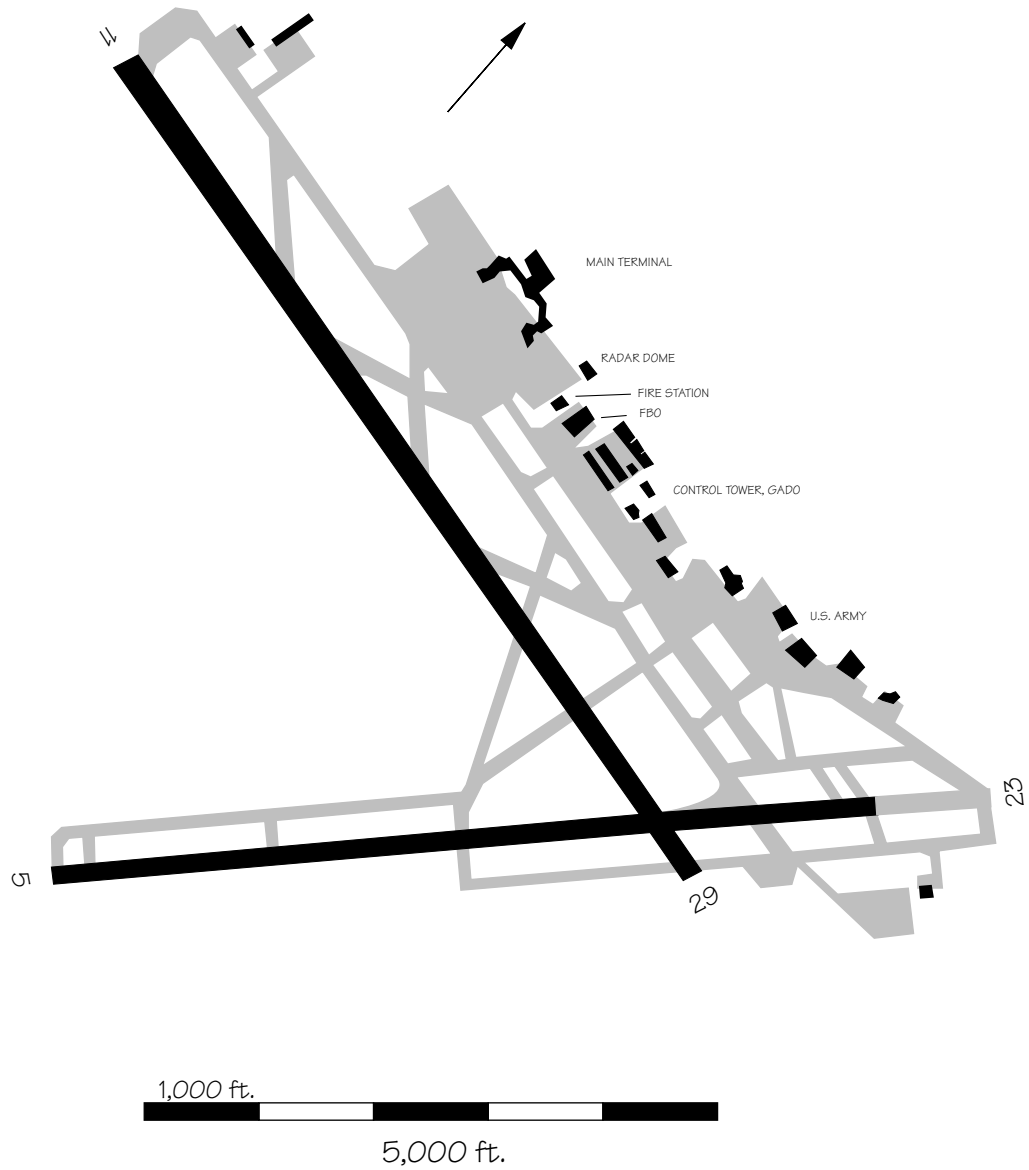 11
MAIN TERMINAL
RADAR DOME
FIRE STATION
FBO
CONTROL TOWER, GADO
U.S. ARMY
23
5
29
1,000 ft.
5,000 ft.